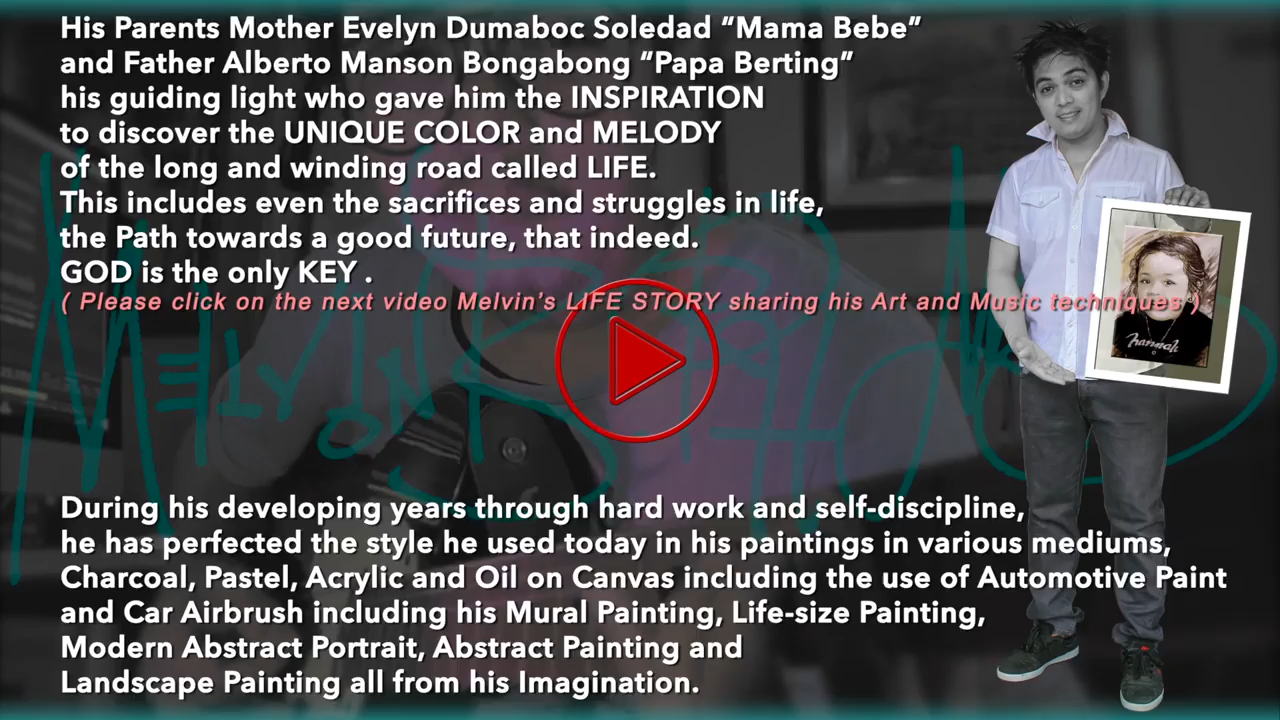 His Parents Mother Evelyn Dumaboc Soledad “Mama Bebe”
and Father Alberto Manson Bongabong “Papa Berting”
his guiding light who gave him the INSPIRATION
to discover the UNIQUE COLOR and MELODY
of the long and winding road called LIFE.
This includes even the sacrifices and struggles in life,
the Path towards a good future, that indeed.
GOD is the only KEY .
( Please click on the next video Melvin’s LIFE STORY sharing his Art and Music techniques )
hannah
During his developing years through hard work and self-discipline,
he has perfected the style he used today in his paintings in various mediums,
Charcoal, Pastel, Acrylic and Oil on Canvas including the use of Automotive Paint
and Car Airbrush including his Mural Painting, Life-size Painting,
Modern Abstract Portrait, Abstract Painting and
Landscape Painting all from his Imagination.